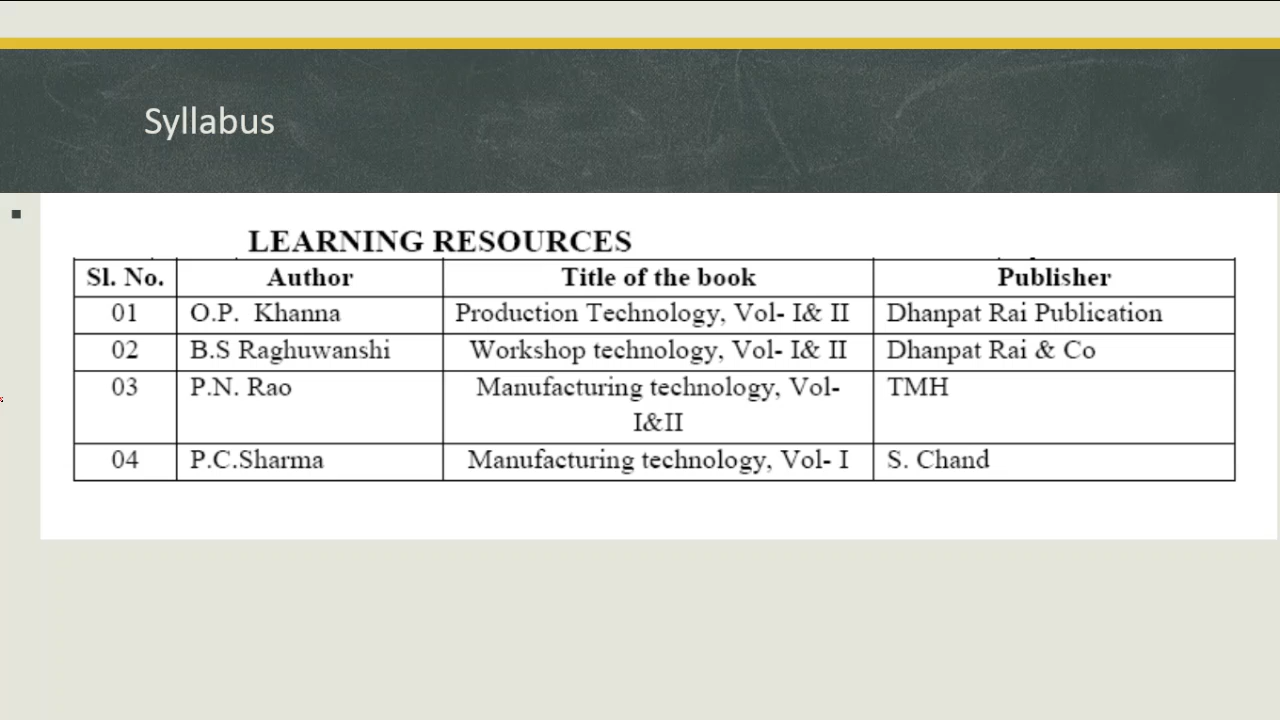 Syllabus
LEARNING RESOURCES
Sl. No. Author Title of the book Publisher
01 O.P. Khanna Production Technology, Vol- I& II Dhanpat Rai Publication
02 B.S Raghuwanshi Workshop technology, Vol- I& II Dhanpat Rai & Co
03 P.N. Rao Manufacturing technology, Vol- TMH
I&II
04 P.C.Sharma Manufacturing technology, Vol- I S. Chand